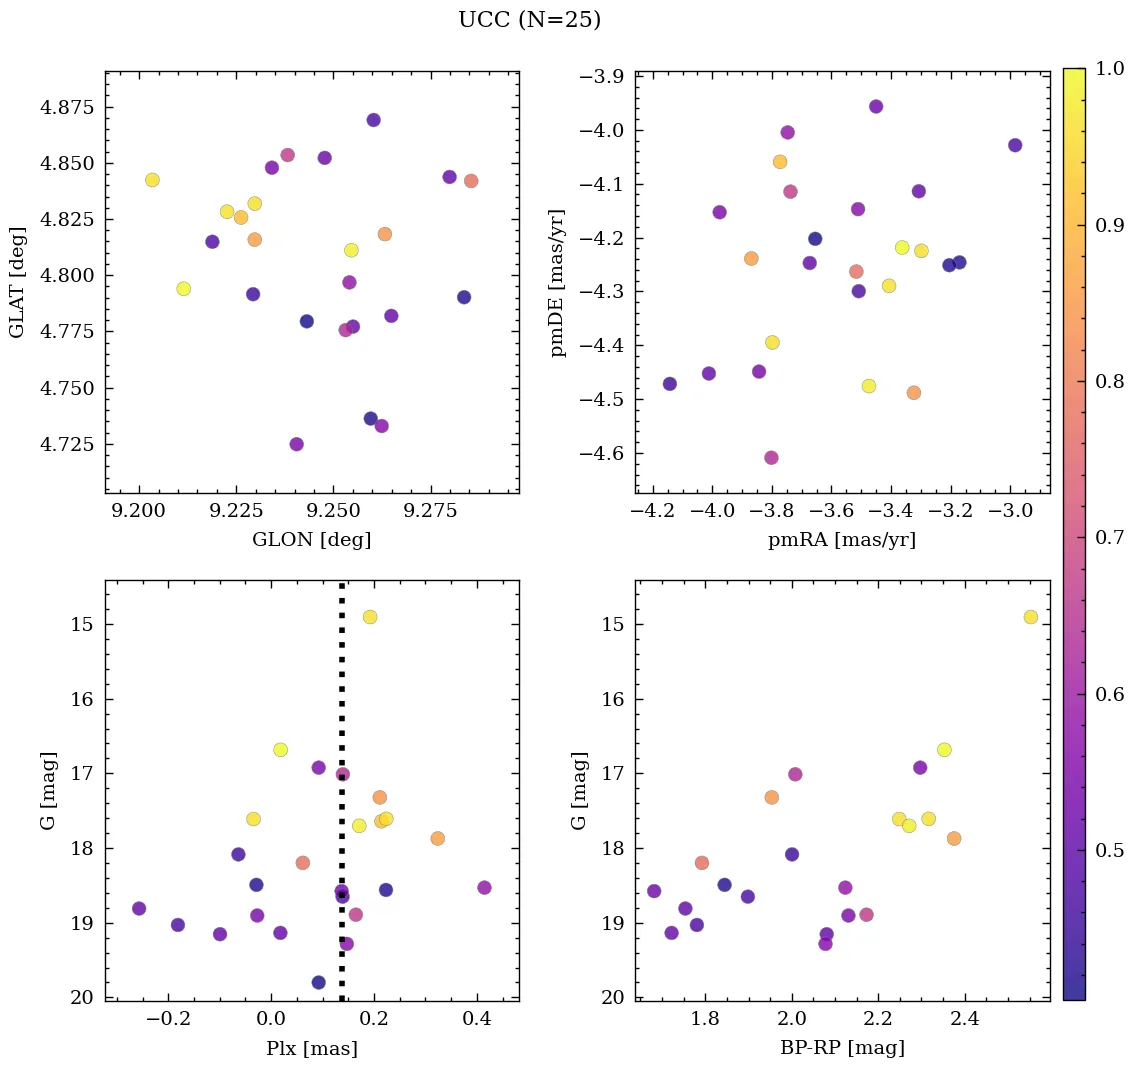 UCC (N=25)
4.875
4.850
4.825
4.800
4.775
4.750
4.725
GLAT [deg]
9.200 9.225 9.250 9.275
GLON [deg]
−3.9
−4.0
−4.1
−4.2
−4.3
−4.4
−4.5
−4.6
pmDE [mas/yr]
−4.2 −4.0 −3.8 −3.6 −3.4 −3.2 −3.0
pmRA [mas/yr]
15
16
17
18
19
20
G [mag]
−0.2 0.0 0.2 0.4
Plx [mas]
15
16
17
18
19
20
G [mag]
1.8 2.0 2.2 2.4
BP-RP [mag]
1.0
0.9
0.8
0.7
0.6
0.5